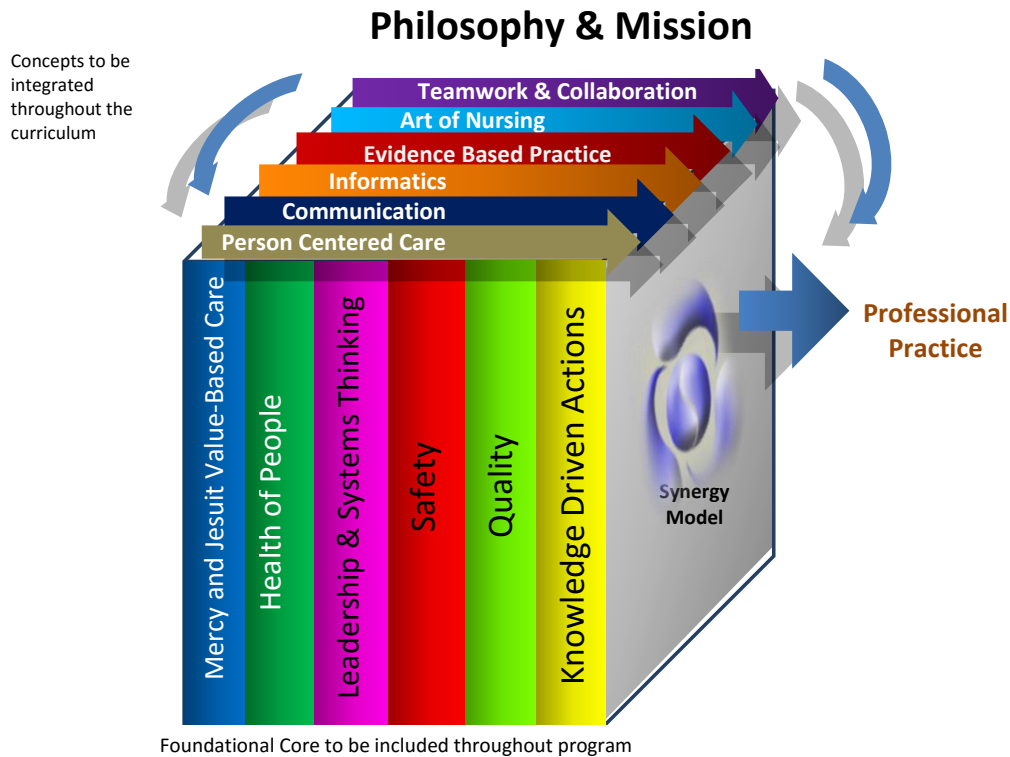 Philosophy & Mission
Concepts to be
integrated
throughout the
curriculum
Teamwork & Collaboration
Art of Nursing
Evidence Based Practice
Informatics
Communication
Person Centered Care
Mercy and Jesuit Value-Based Care
Health of People
Leadership & Systems Thinking
Safety
Quality
Knowledge Driven Actions
Synergy
Model
Professional
Practice
Foundational Core to be included throughout program